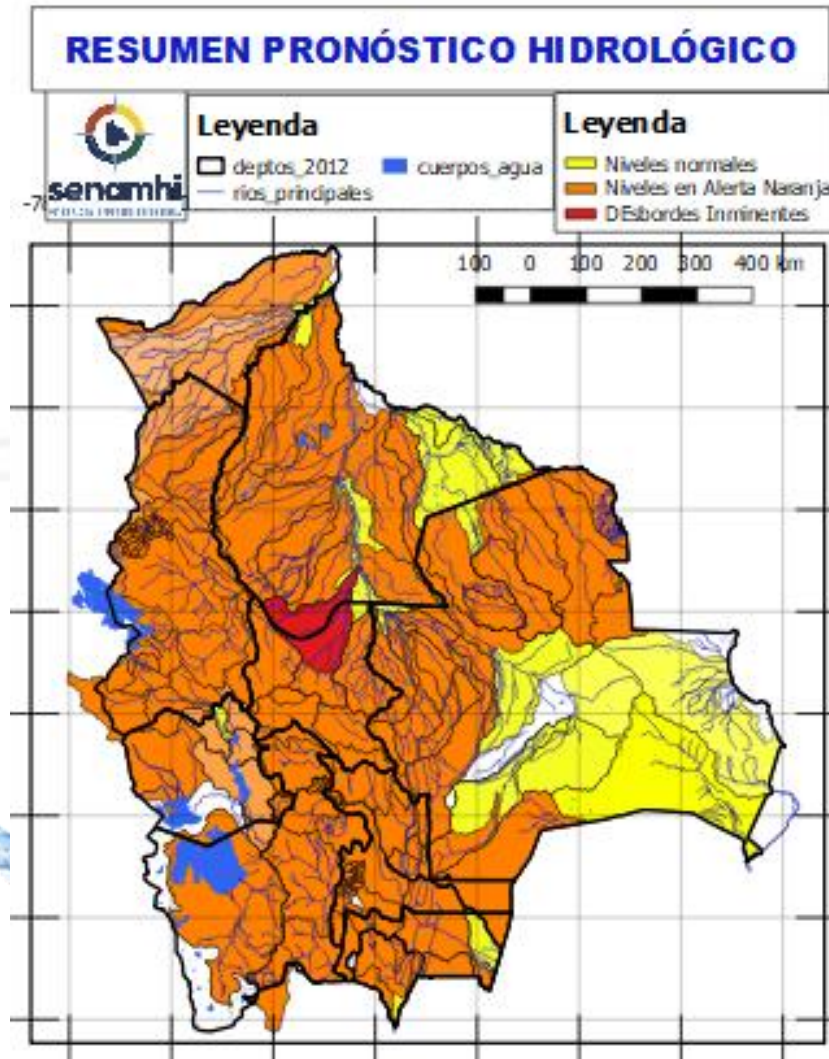 RESUMEN PRONÓSTICO HIDROLÓGICO
senamhi
Leyenda
deptos_2012
cuerpos_agua
rios_principales
Leyenda
Niveles normales
Niveles en Alerta Naranja
DEsbordes Inminentes
100 0 100 200 300 400 km